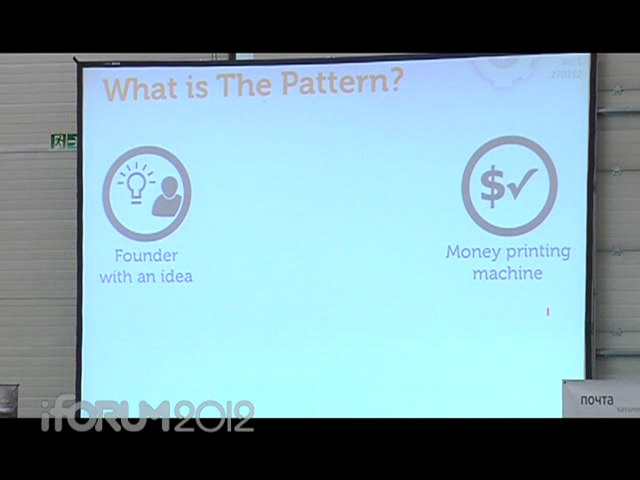 What is The Pattern?
Founder
with an idea
$
Money printing
machine
iFORUM2012
почта